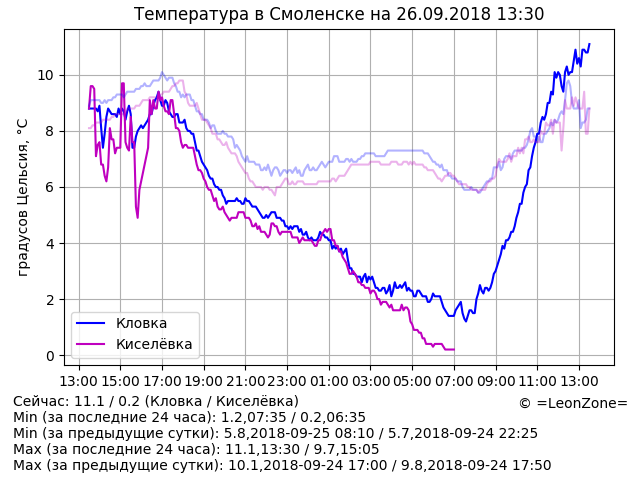 Температура в Смоленске на 26.09.2018 13:30
градусов Цельсия, °C
10
8
6
4
2
0
Кловка
Киселёвка
13:00 15:00 17:00 19:00 21:00 23:00 01:00 03:00 05:00 07:00 09:00 11:00 13:00
Сейчас: 11.1 / 0.2 (Кловка / Киселёвка)
© =LeonZone=
Min (за последние 24 часа): 1.2,07:35 / 0.2,06:35
Min (за предыдущие сутки): 5.8,2018-09-25 08:10 / 5.7,2018-09-24 22:25
Max (за последние 24 часа): 11.1,13:30 / 9.7,15:05
Max (за предыдущие сутки): 10.1,2018-09-24 17:00 / 9.8,2018-09-24 17:50